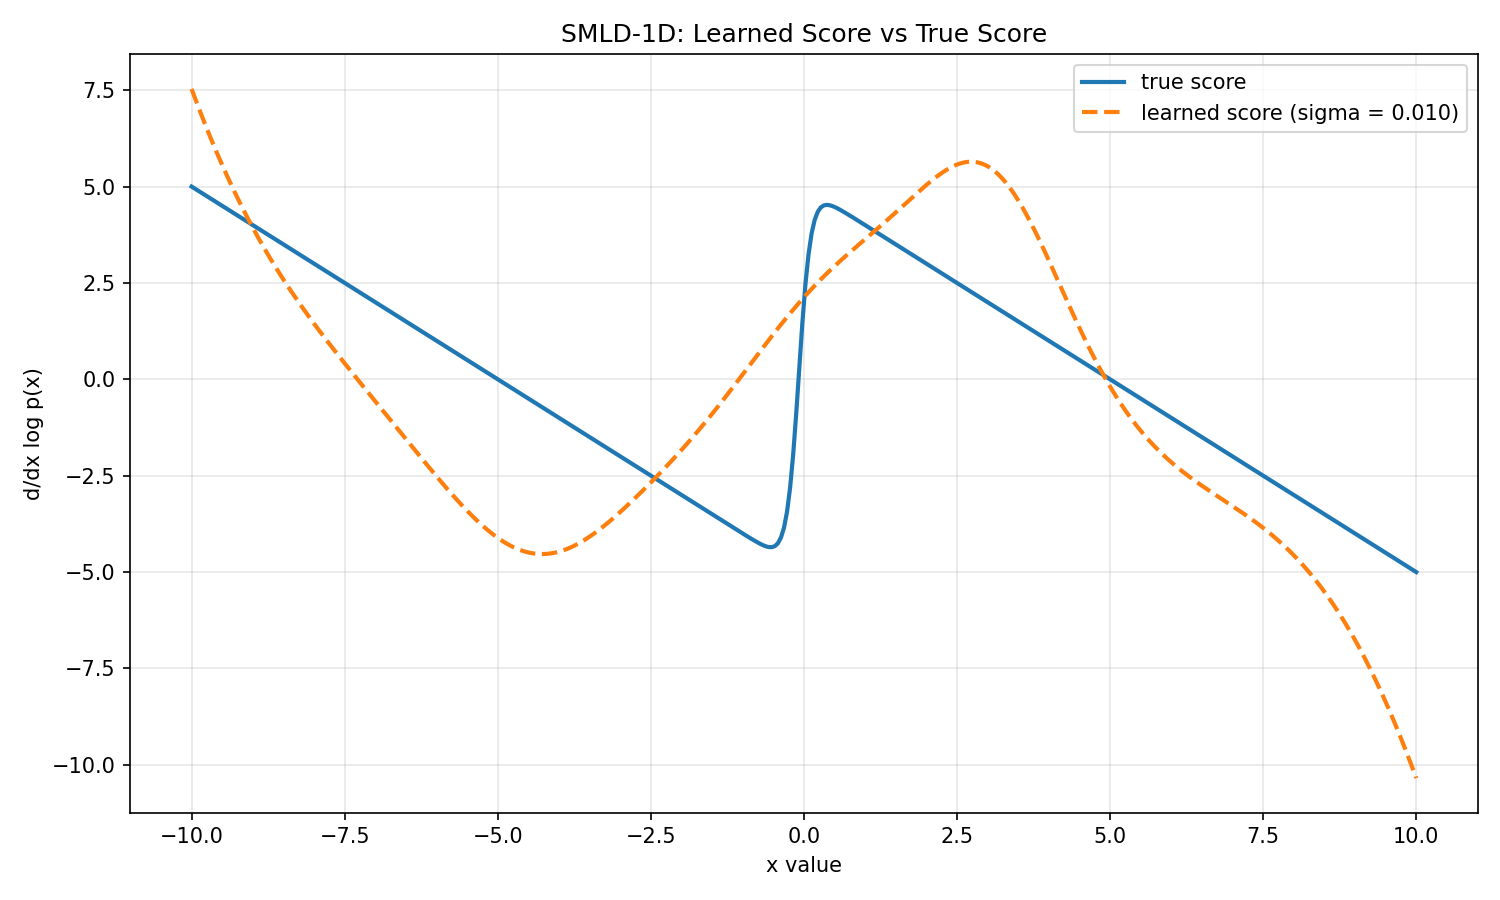 SMLD-1D: Learned Score vs True Score
true score
learned score (sigma = 0.010)
d/dx log p(x)
7.5
5.0
2.5
0.0
−2.5
−5.0
−7.5
−10.0
−10.0 −7.5 −5.0 −2.5 0.0 2.5 5.0 7.5 10.0
x value